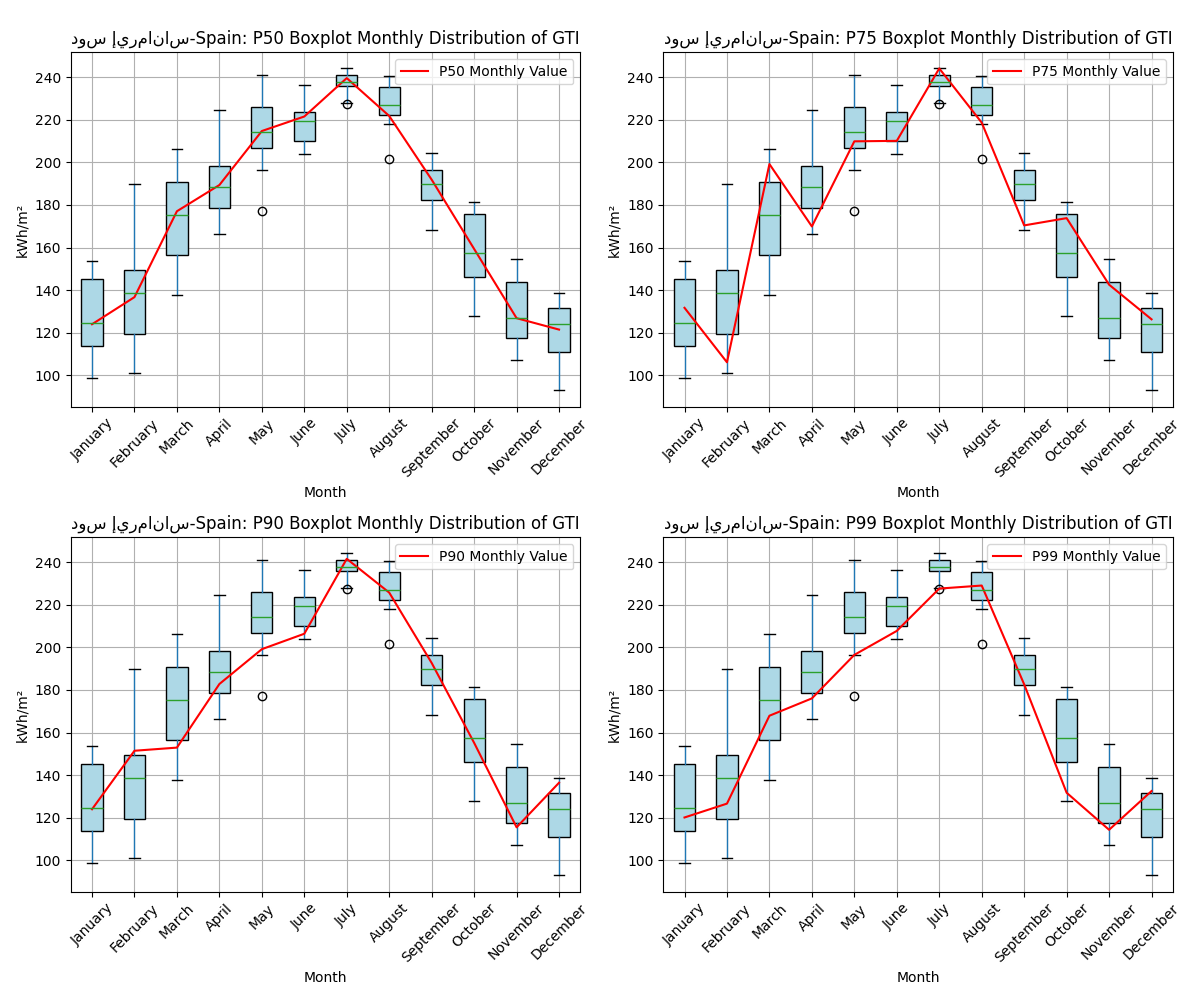 دوس إيرماناس-Spain: P50 Boxplot Monthly Distribution of GTI
P50 Monthly Value
kWh/m²
240
220
200
180
160
140
120
100
January
February
March
April
May
June
July
August
September
October
November
December
Month
دوس إيرماناس-Spain: P75 Boxplot Monthly Distribution of GTI
P75 Monthly Value
kWh/m²
240
220
200
180
160
140
120
100
January
February
March
April
May
June
July
August
September
October
November
December
Month
دوس إيرماناس-Spain: P90 Boxplot Monthly Distribution of GTI
P90 Monthly Value
kWh/m²
240
220
200
180
160
140
120
100
January
February
March
April
May
June
July
August
September
October
November
December
Month
دوس إيرماناس-Spain: P99 Boxplot Monthly Distribution of GTI
P99 Monthly Value
kWh/m²
240
220
200
180
160
140
120
100
January
February
March
April
May
June
July
August
September
October
November
December
Month